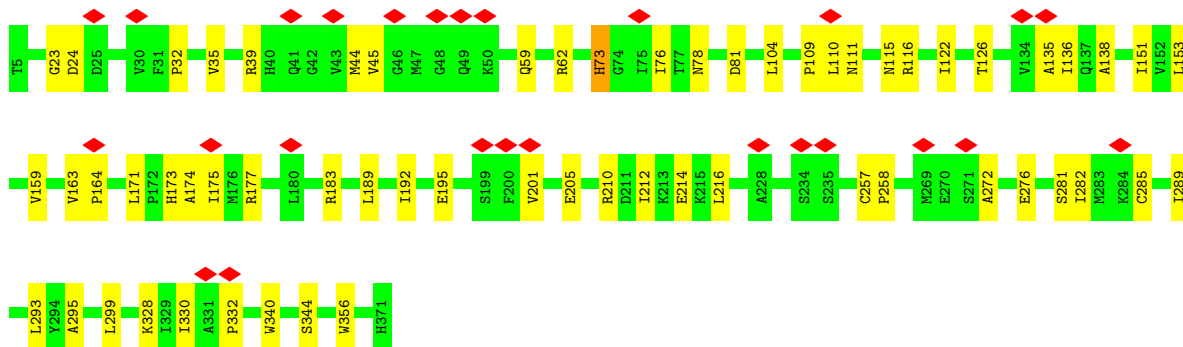 T5 G23 D24 D25 V30 F31 P32 V35 R39 H40 Q41 G42 V43 M44 V45 G46 M47 G48 Q49 K50 Q59 R62 H73 G74 I75 I76 T77 N78 D81 L104 P109 L110 N111 N115 R116 I122 T126 V134 A135 I136 Q137 A138 I151 V152 L153
V159 V163 P164 L171 P172 H173 A174 I175 M176 R177 L180 R183 L189 I192 E195 S199 F200 V201 E205 R210 D211 I212 K213 E214 K215 L216 A228 S234 S235 C257 P258 M269 E270 S271 A272 E276 S281 I282 M283 K284 C285 I289
L293 Y294 A295 L299 K328 I329 I330 A331 P332 W340 S344 W356 H371